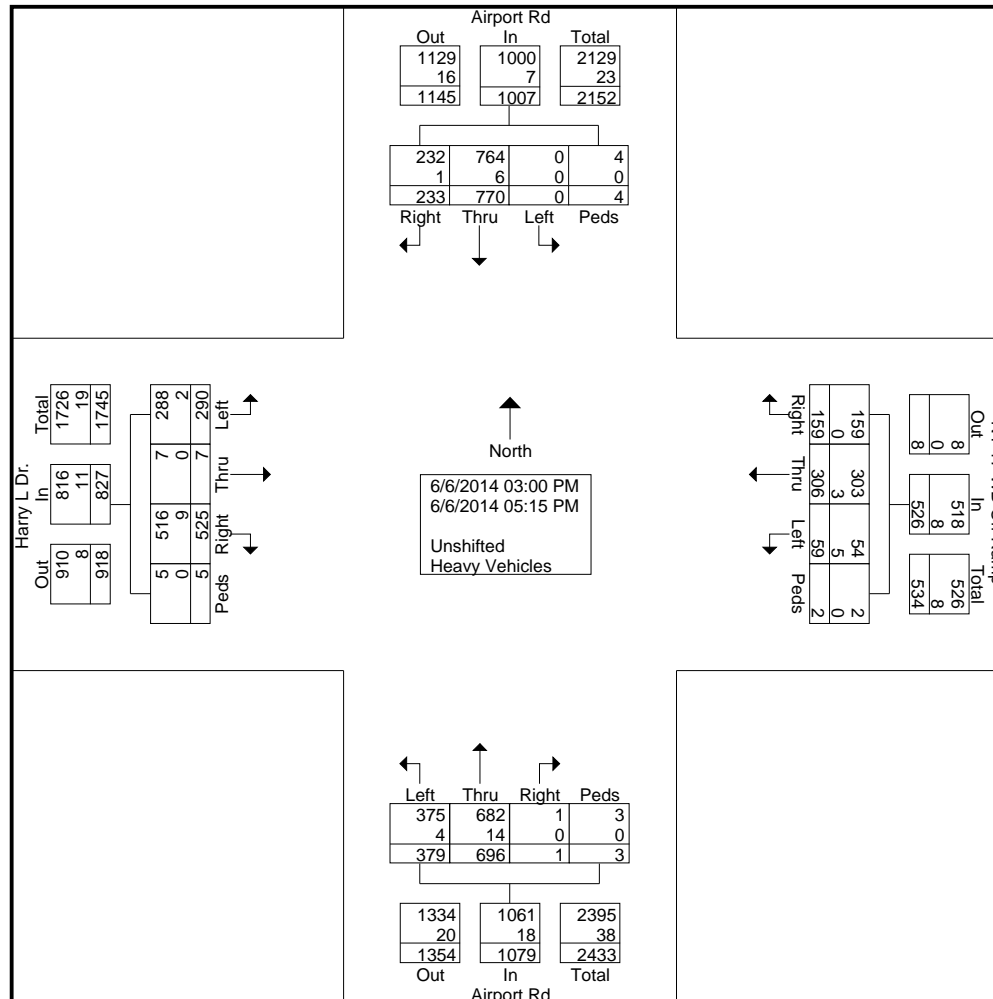 Airport Rd
Out In Total
1129 1000 2129
16 7 23
1145 1007 2152
232 764 0 4
1 6 0 0
233 770 0 4
Right Thru Left Peds
Harry L Dr.
Total In Out
1726 816 910
19 11 8
1745 827 918
288 7 516 5
2 0 9 0
290 7 525 5
Left Thru Right Peds
North
6/6/2014 03:00 PM
6/6/2014 05:15 PM
Unshifted
Heavy Vehicles
Right Thru Left Peds
159 306 59 2
0 3 5 0
159 303 54 2
Out In Total
8 518 526
0 8 8
8 526 534
Left Thru Right Peds
375 682 1 3
4 14 0 0
379 696 1 3
1334 1061 2395
20 18 38
1354 1079 2433
Out In Total
Airport Rd